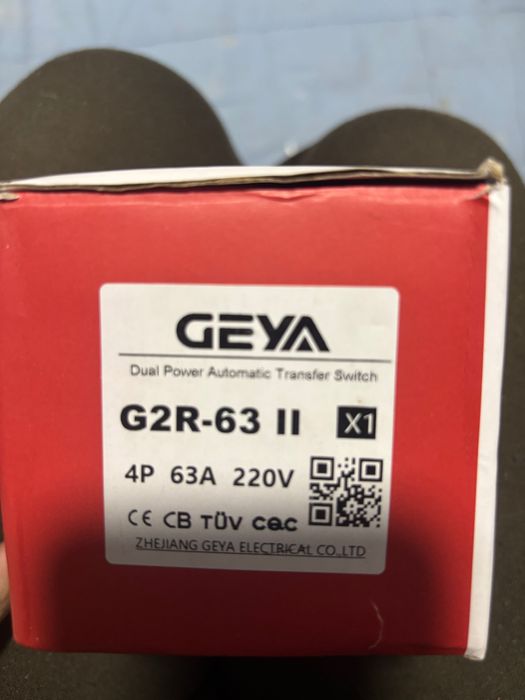 GEYA
Dual Power Automatic Transfer Switch
G2R-63 II X1
4P 63A 220V
CE CB TÜV cec
ZHEJIANG GEYA ELECTRICAL CO.,LTD